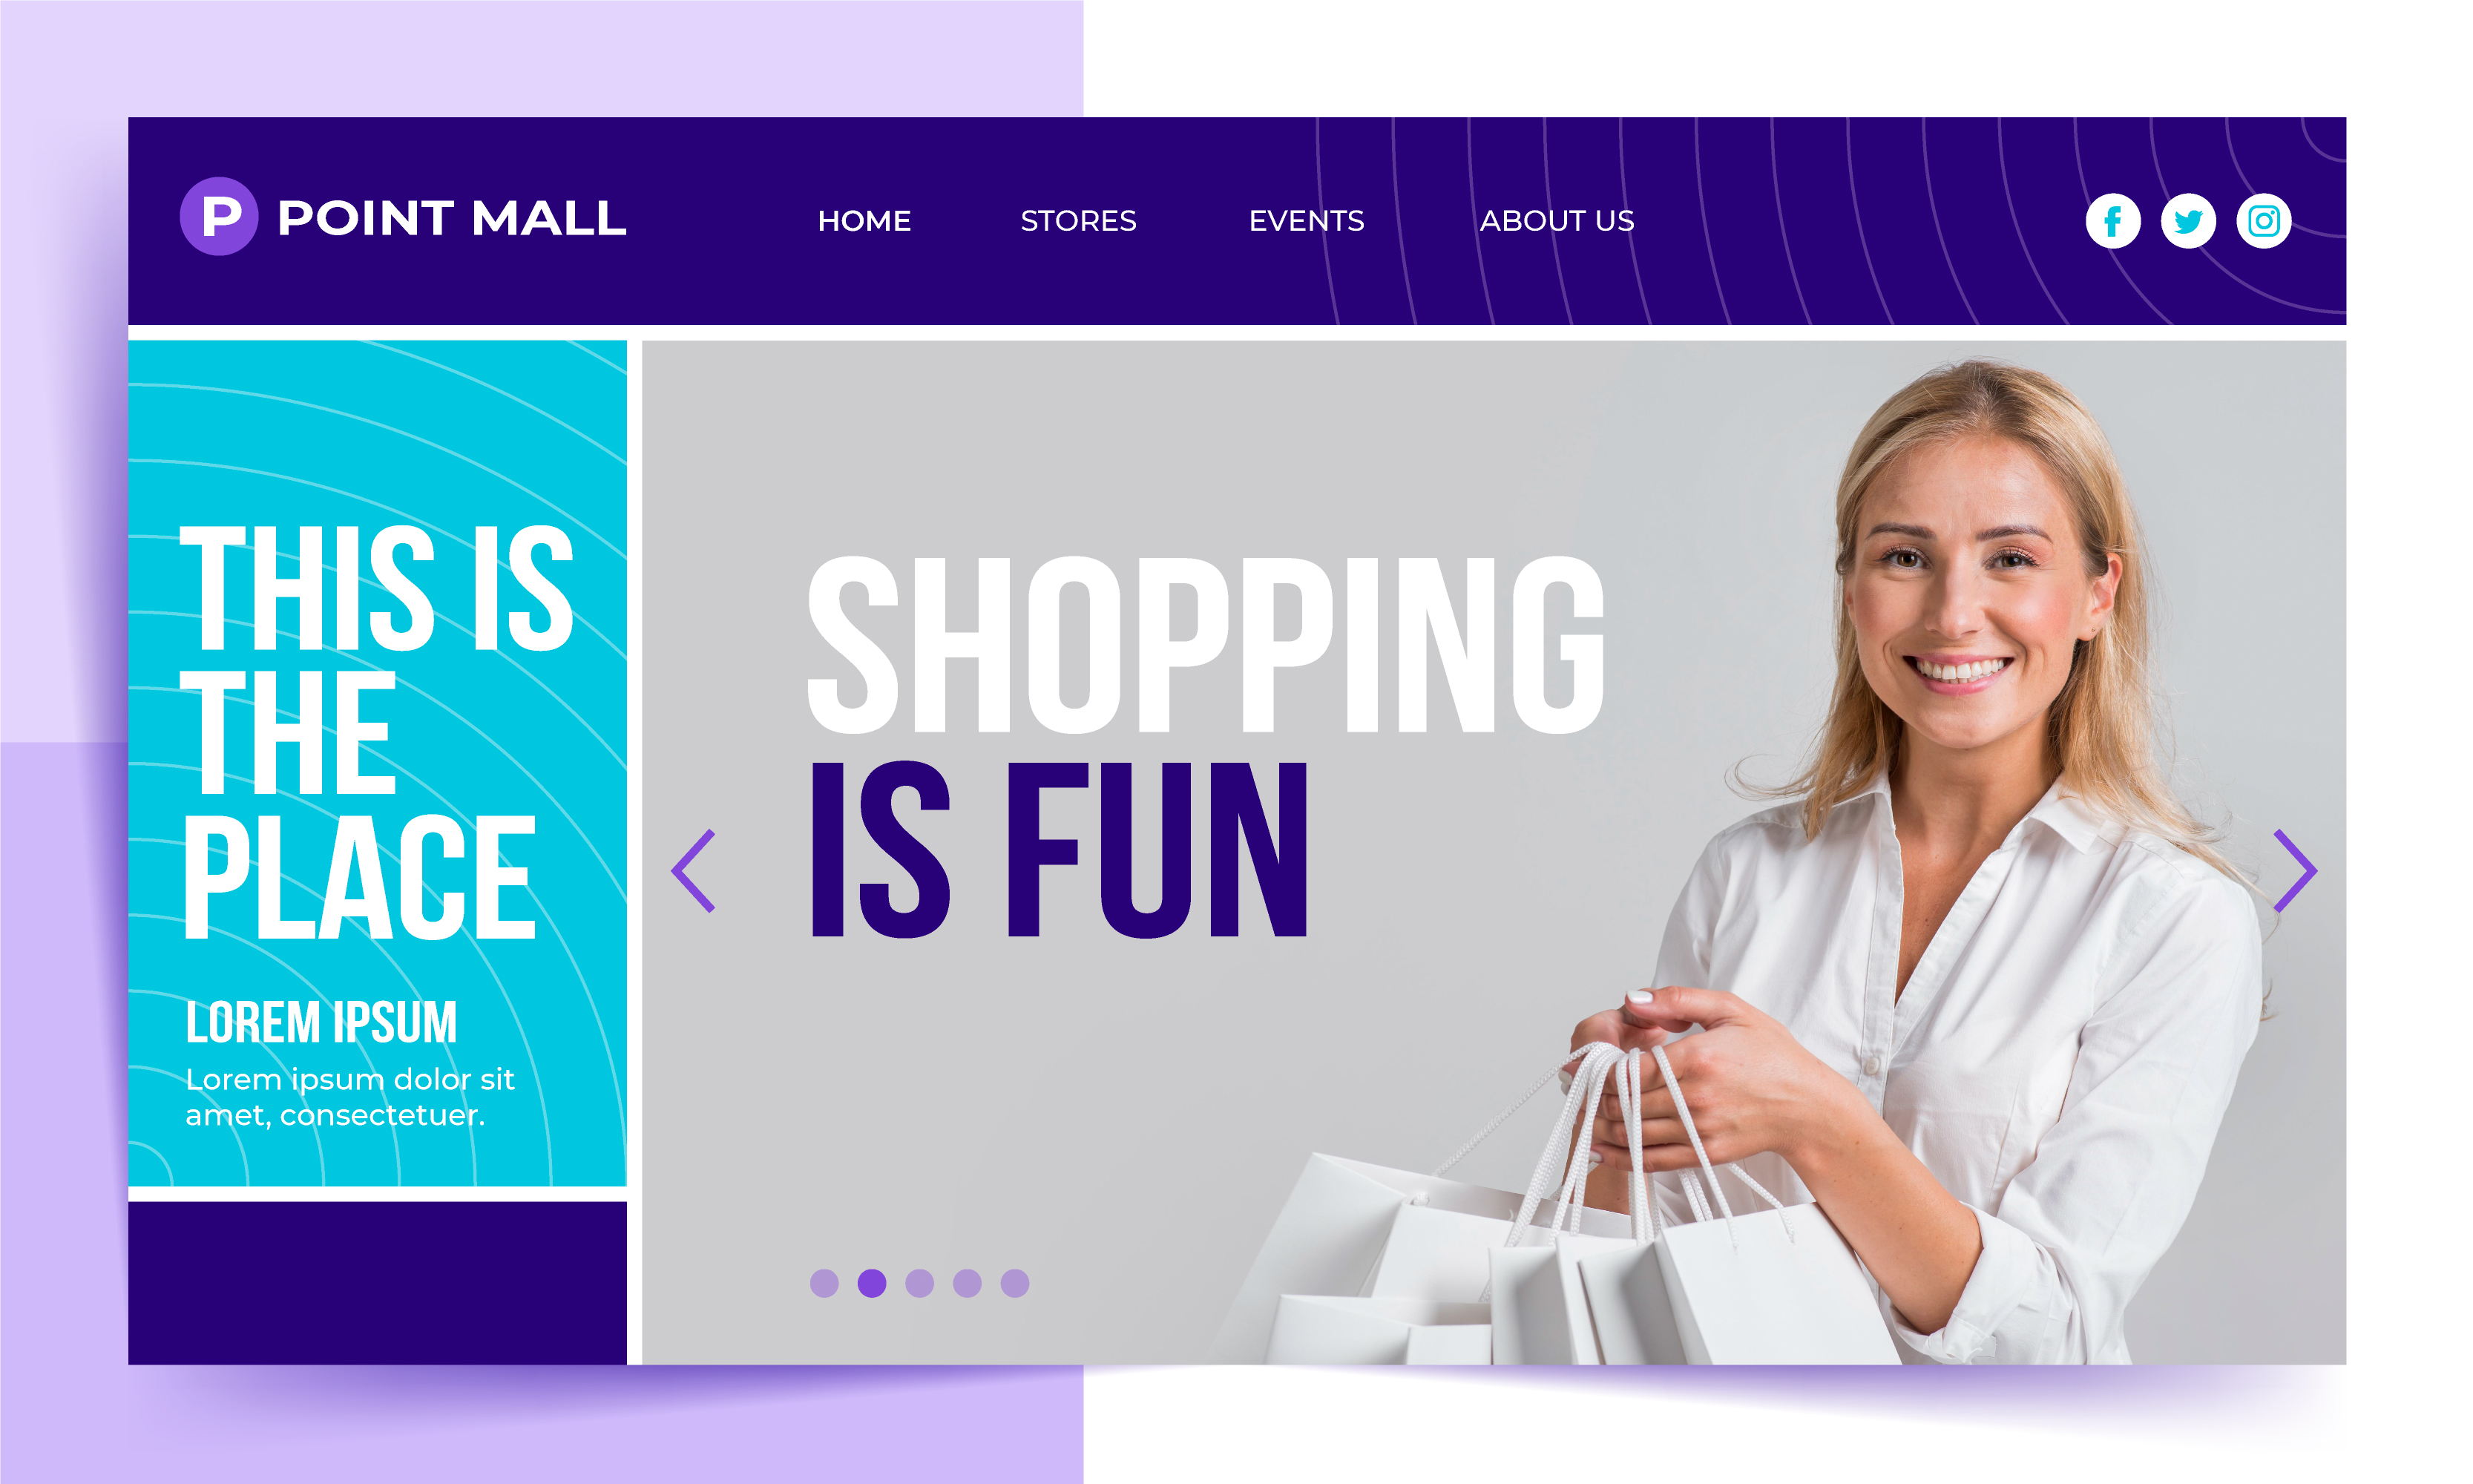 P POINT MALL
HOME STORES EVENTS ABOUT US
THIS IS
THE
PLACE
LOREM IPSUM
Lorem ipsum dolor sit
amet, consectetuer.
SHOPPING
IS FUN